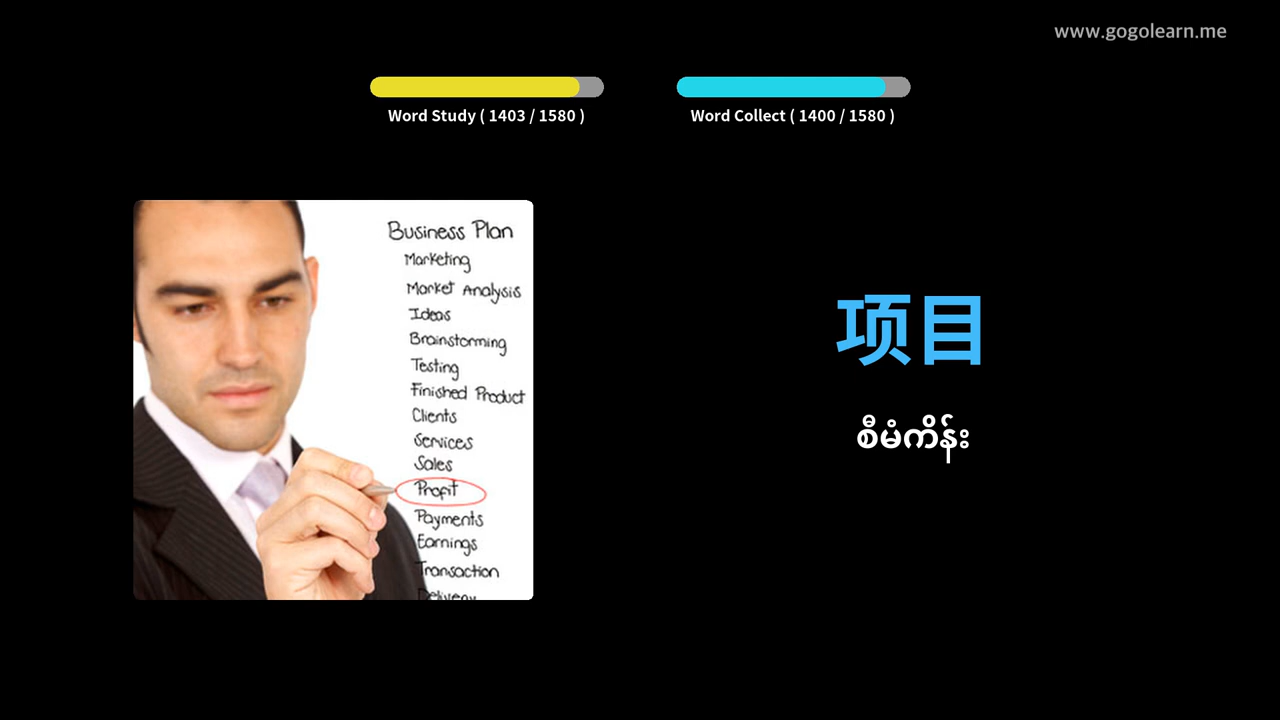 www.gogolearn.me
Word Study ( 1403 / 1580 )
Word Collect ( 1400 / 1580 )
Business Plan
Marketing
Market Analysis
Ideas
Brainstorming
Testing
Finished Product
Clients
Services
Sales
Profit
Payments
Earnings
Transaction
Delivery
项目
စီမံကိန်း